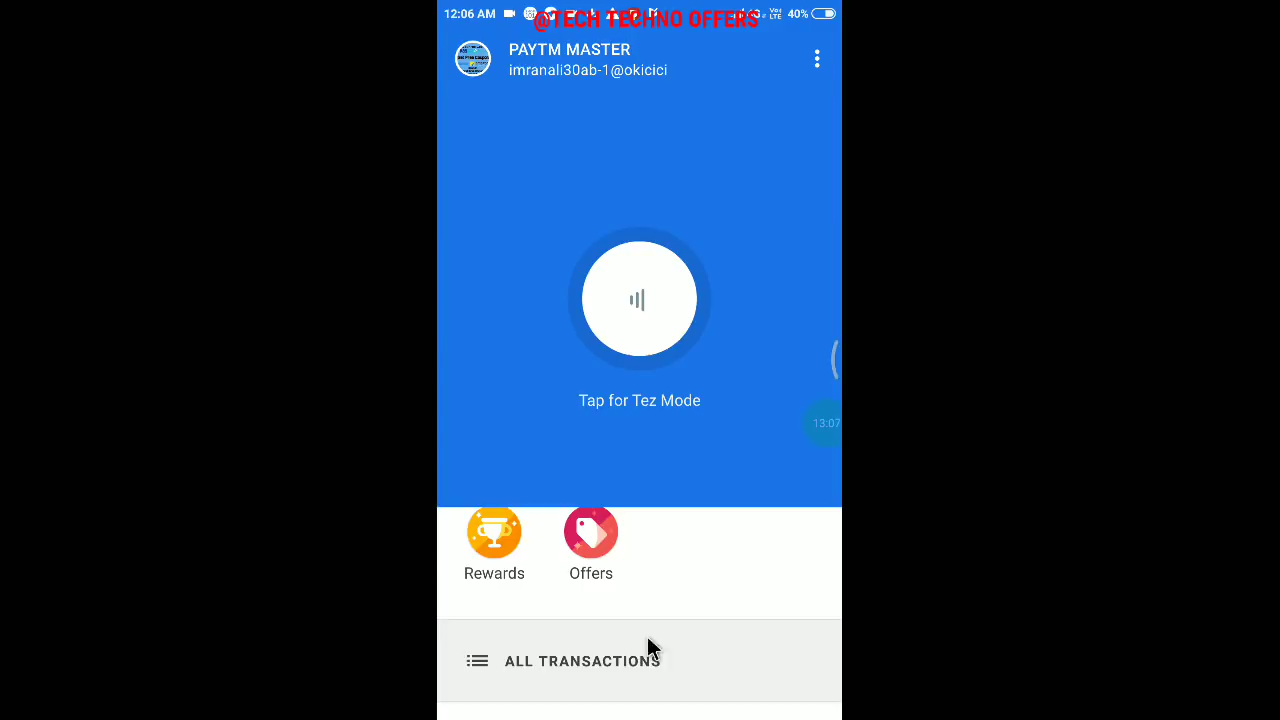 12:06 AM
@TECH TECHNO OFFERS
40%
PAYTM MASTER
imranali30ab-1@okicici
Tap for Tez Mode
13:07
Rewards
Offers
ALL TRANSACTIONS